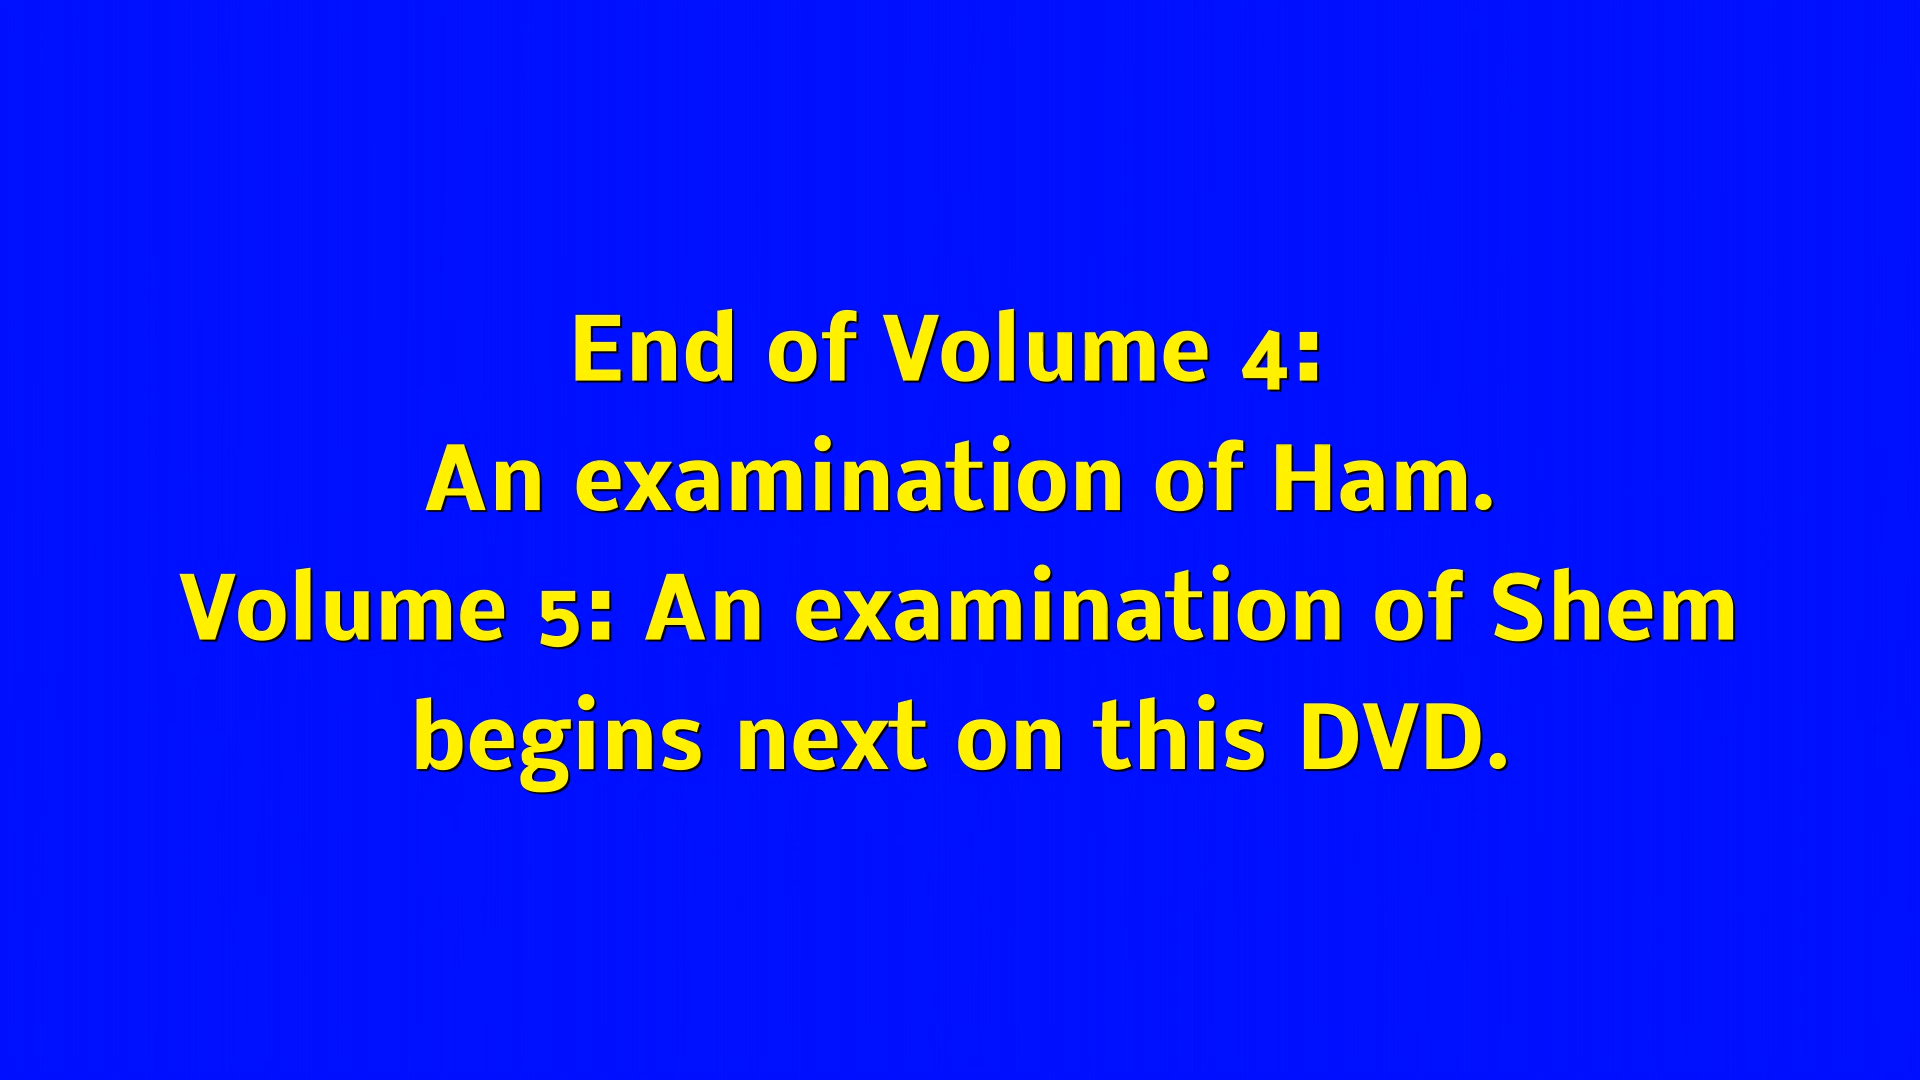 End of Volume 4:
An examination of Ham.
Volume 5: An examination of Shem
begins next on this DVD.